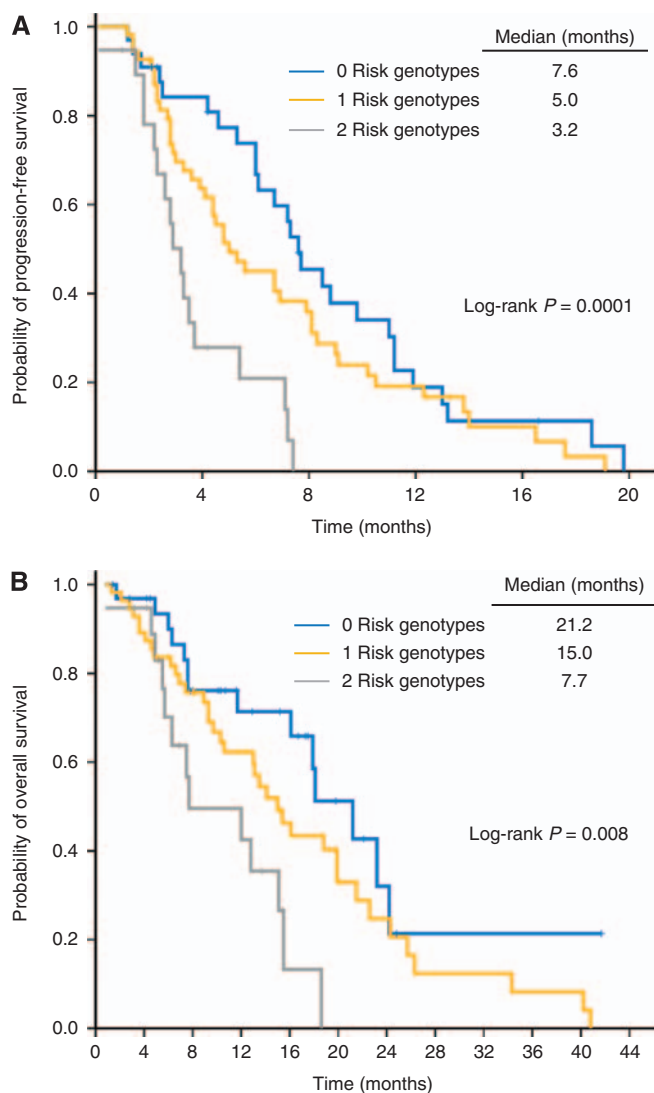 A
Median (months)
0 Risk genotypes 7.6
1 Risk genotypes 5.0
2 Risk genotypes 3.2
Log-rank P = 0.0001
Probability of progression-free survival
1.0
0.8
0.6
0.4
0.2
0.0
0 4 8 12 16 20
Time (months)
B
Median (months)
0 Risk genotypes 21.2
1 Risk genotypes 15.0
2 Risk genotypes 7.7
Log-rank P = 0.008
Probability of overall survival
1.0
0.8
0.6
0.4
0.2
0.0
0 4 8 12 16 20 24 28 32 36 40 44
Time (months)